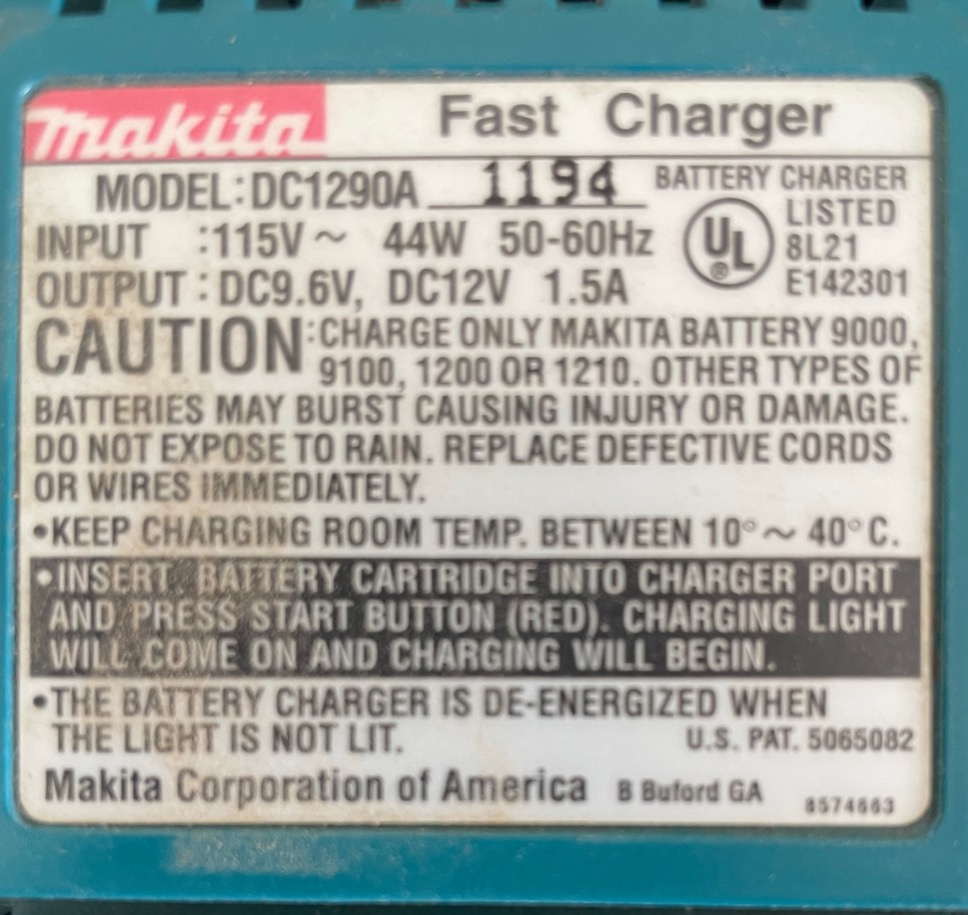 makita Fast Charger
MODEL:DC1290A 1194 BATTERY CHARGER
LISTED
INPUT :115V~ 44W 50-60Hz UL 8L21
®
OUTPUT:DC9.6V, DC12V 1.5A E142301
CAUTION:CHARGE ONLY MAKITA BATTERY 9000,
9100, 1200 OR 1210. OTHER TYPES OF
BATTERIES MAY BURST CAUSING INJURY OR DAMAGE.
DO NOT EXPOSE TO RAIN. REPLACE DEFECTIVE CORDS
OR WIRES IMMEDIATELY.
•KEEP CHARGING ROOM TEMP. BETWEEN 10°~ 40°C.
•INSERT BATTERY CARTRIDGE INTO CHARGER PORT
AND PRESS START BUTTON (RED). CHARGING LIGHT
WILL COME ON AND CHARGING WILL BEGIN.
•THE BATTERY CHARGER IS DE-ENERGIZED WHEN
THE LIGHT IS NOT LIT. U.S. PAT. 5065082
Makita Corporation of America B Buford GA 8574663